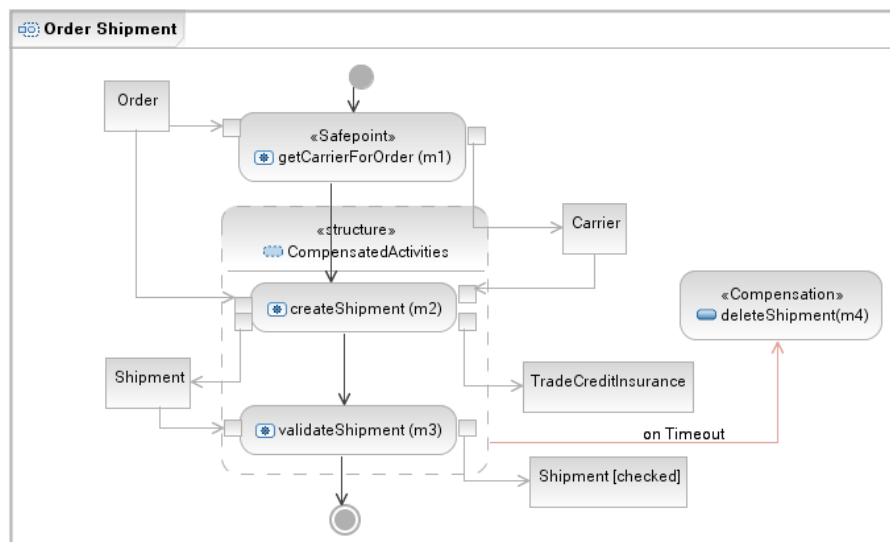 Order Shipment
Order
«Safepoint»
getCarrierForOrder (m1)
«structure»
CompensatedActivities
Carrier
createShipment (m2)
«Compensation»
deleteShipment(m4)
Shipment
TradeCreditInsurance
validateShipment (m3)
on Timeout
Shipment [checked]